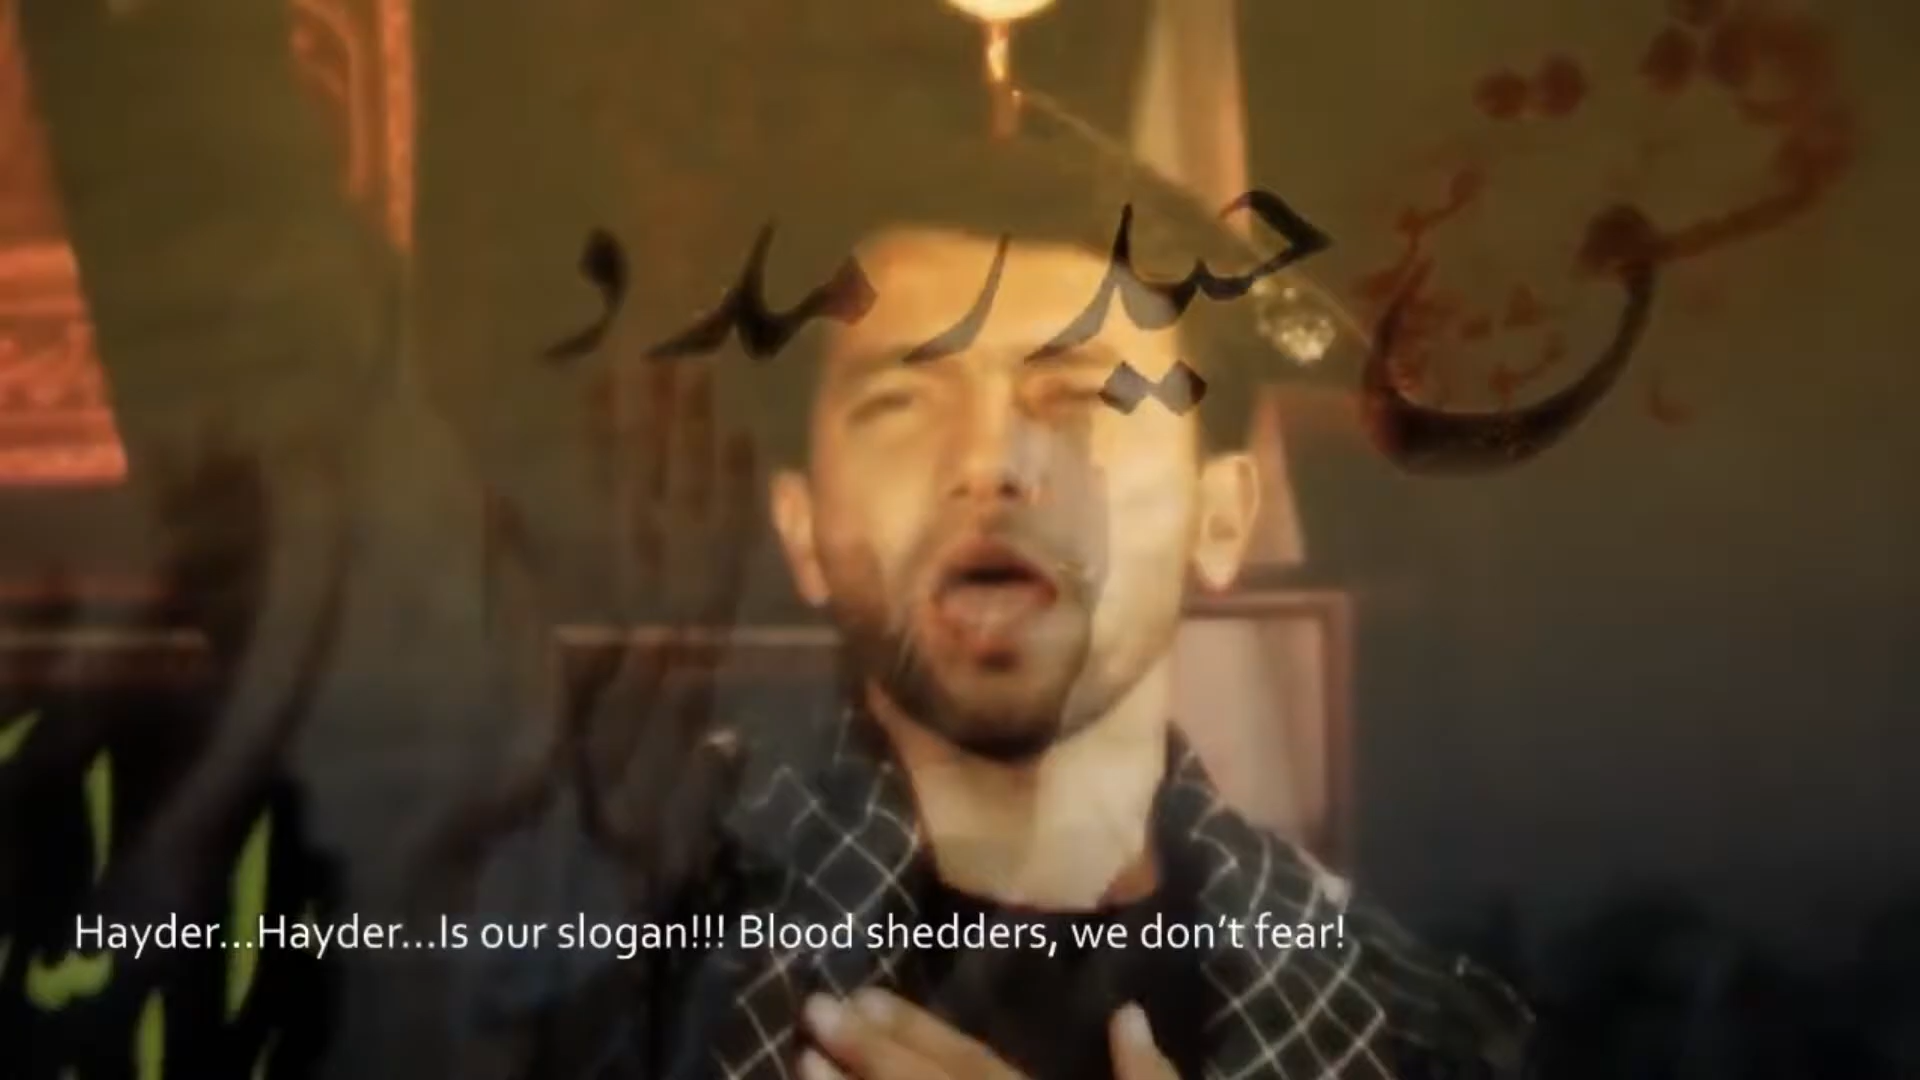 حیدر مدد
Hayder...Hayder...Is our slogan!!! Blood shedders, we don’t fear!